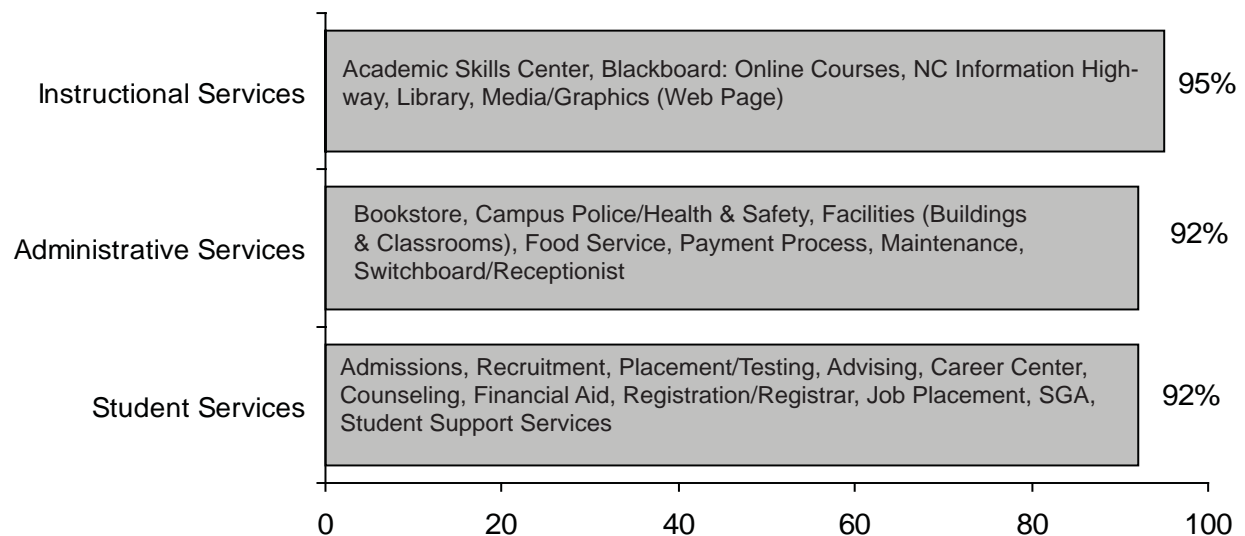 Instructional Services
Academic Skills Center, Blackboard: Online Courses, NC Information High-
way, Library, Media/Graphics (Web Page)
95%
Administrative Services
Bookstore, Campus Police/Health & Safety, Facilities (Buildings
& Classrooms), Food Service, Payment Process, Maintenance,
Switchboard/Receptionist
92%
Student Services
Admissions, Recruitment, Placement/Testing, Advising, Career Center,
Counseling, Financial Aid, Registration/Registrar, Job Placement, SGA,
Student Support Services
92%
0 20 40 60 80 100